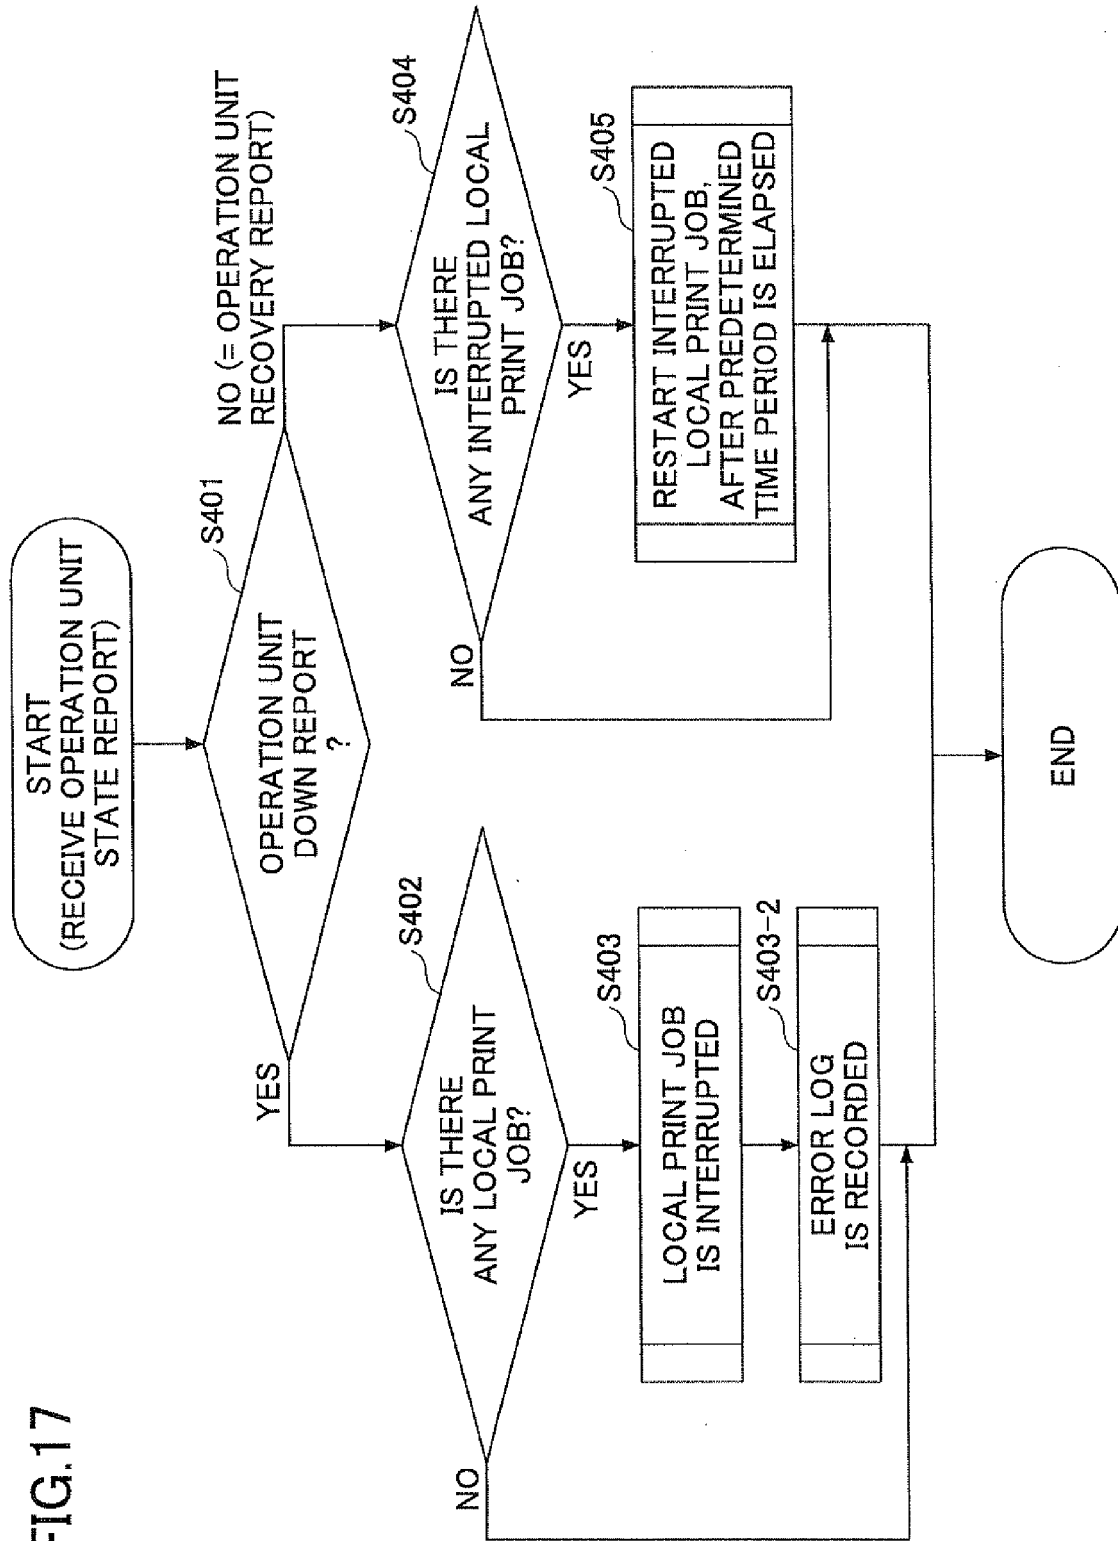 FIG.17
START
(RECEIVE OPERATION UNIT
STATE REPORT)
S401
OPERATION UNIT
DOWN REPORT
?
YES
NO (= OPERATION UNIT
RECOVERY REPORT)
S402
IS THERE
ANY LOCAL PRINT
JOB?
NO
YES
S403
LOCAL PRINT JOB
IS INTERRUPTED
S403-2
ERROR LOG
IS RECORDED
S404
IS THERE
ANY INTERRUPTED LOCAL
PRINT JOB?
NO
YES
S405
RESTART INTERRUPTED
LOCAL PRINT JOB,
AFTER PREDETERMINED
TIME PERIOD IS ELAPSED
END